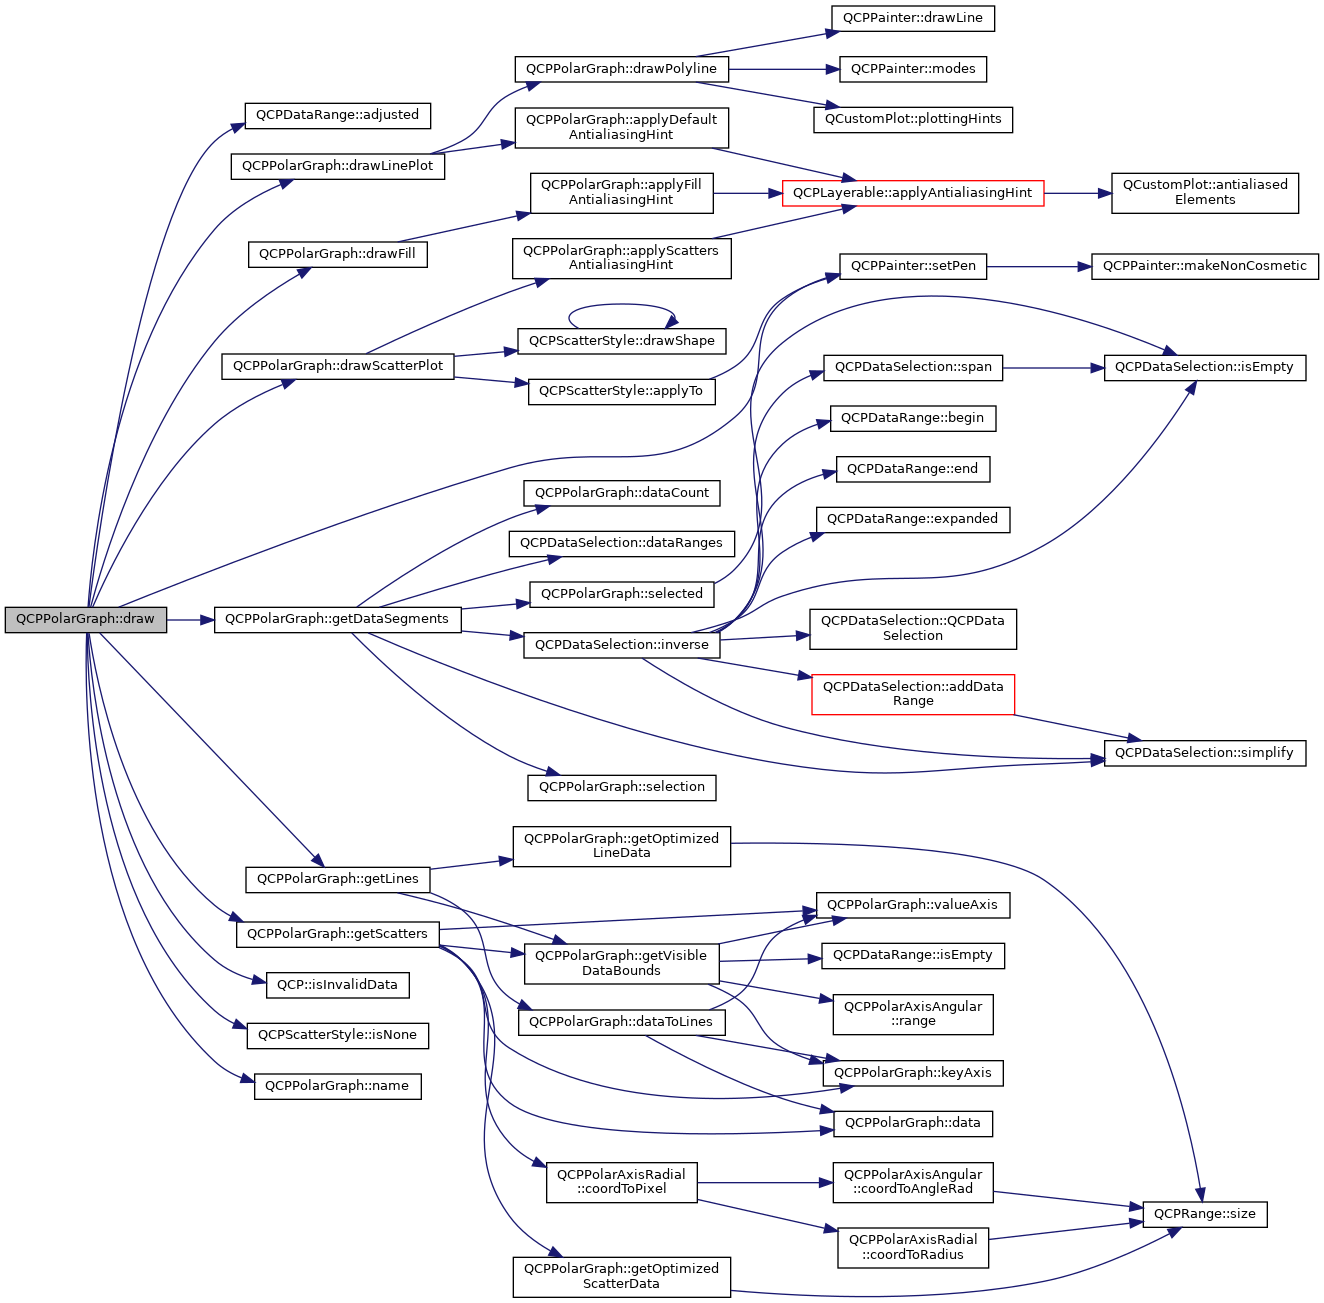 QCPPainter::drawLine
QCPPolarGraph::drawPolyline
QCPPainter::modes
QCPDataRange::adjusted
QCustomPlot::plottingHints
QCPPolarGraph::applyDefault
AntialiasingHint
QCPPolarGraph::drawLinePlot
QCPPolarGraph::applyFill
AntialiasingHint
QCPLayerable::applyAntialiasingHint
QCustomPlot::antialiased
Elements
QCPPolarGraph::drawFill
QCPPolarGraph::applyScatters
AntialiasingHint
QCPPainter::setPen
QCPPainter::makeNonCosmetic
QCPScatterStyle::drawShape
QCPPolarGraph::drawScatterPlot
QCPDataSelection::span
QCPDataSelection::isEmpty
QCPScatterStyle::applyTo
QCPDataRange::begin
QCPDataRange::end
QCPPolarGraph::dataCount
QCPDataRange::expanded
QCPDataSelection::dataRanges
QCPPolarGraph::selected
QCPPolarGraph::draw
QCPPolarGraph::getDataSegments
QCPDataSelection::QCPData
Selection
QCPDataSelection::inverse
QCPDataSelection::addData
Range
QCPDataSelection::simplify
QCPPolarGraph::selection
QCPPolarGraph::getOptimized
LineData
QCPPolarGraph::getLines
QCPPolarGraph::valueAxis
QCPPolarGraph::getScatters
QCPPolarGraph::getVisible
DataBounds
QCPDataRange::isEmpty
QCP::isInvalidData
QCPPolarAxisAngular
::range
QCPPolarGraph::dataToLines
QCPScatterStyle::isNone
QCPPolarGraph::keyAxis
QCPPolarGraph::name
QCPPolarGraph::data
QCPPolarAxisRadial
::coordToPixel
QCPPolarAxisAngular
::coordToAngleRad
QCPRange::size
QCPPolarAxisRadial
::coordToRadius
QCPPolarGraph::getOptimized
ScatterData